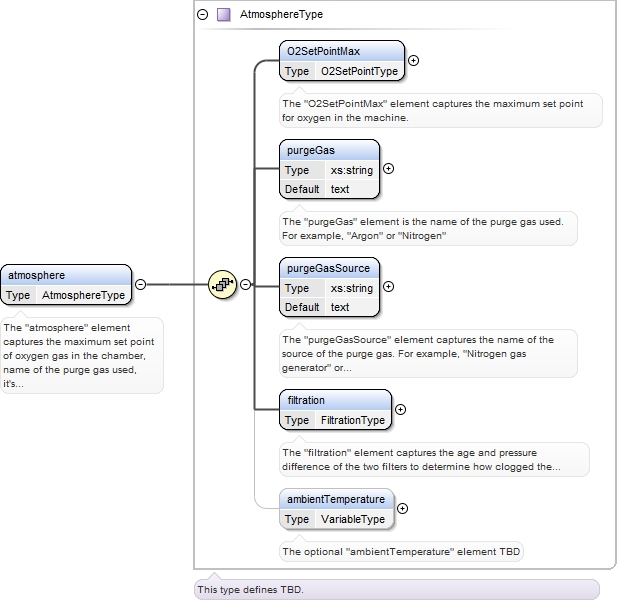 AtmosphereType
O2SetPointMax
Type O2SetPointType
The "O2SetPointMax" element captures the maximum set point
for oxygen in the machine.
purgeGas
Type xs:string
Default text
The "purgeGas" element is the name of the purge gas used.
For example, "Argon" or "Nitrogen"
atmosphere
Type AtmosphereType
The "atmosphere" element
captures the maximum set point
of oxygen gas in the chamber,
name of the purge gas used,
it's...
purgeGasSource
Type xs:string
Default text
The "purgeGasSource" element captures the name of the
source of the purge gas. For example, "Nitrogen gas
generator" or...
filtration
Type FiltrationType
The "filtration" element captures the age and pressure
difference of the two filters to determine how clogged the...
ambientTemperature
Type VariableType
The optional "ambientTemperature" element TBD
This type defines TBD.